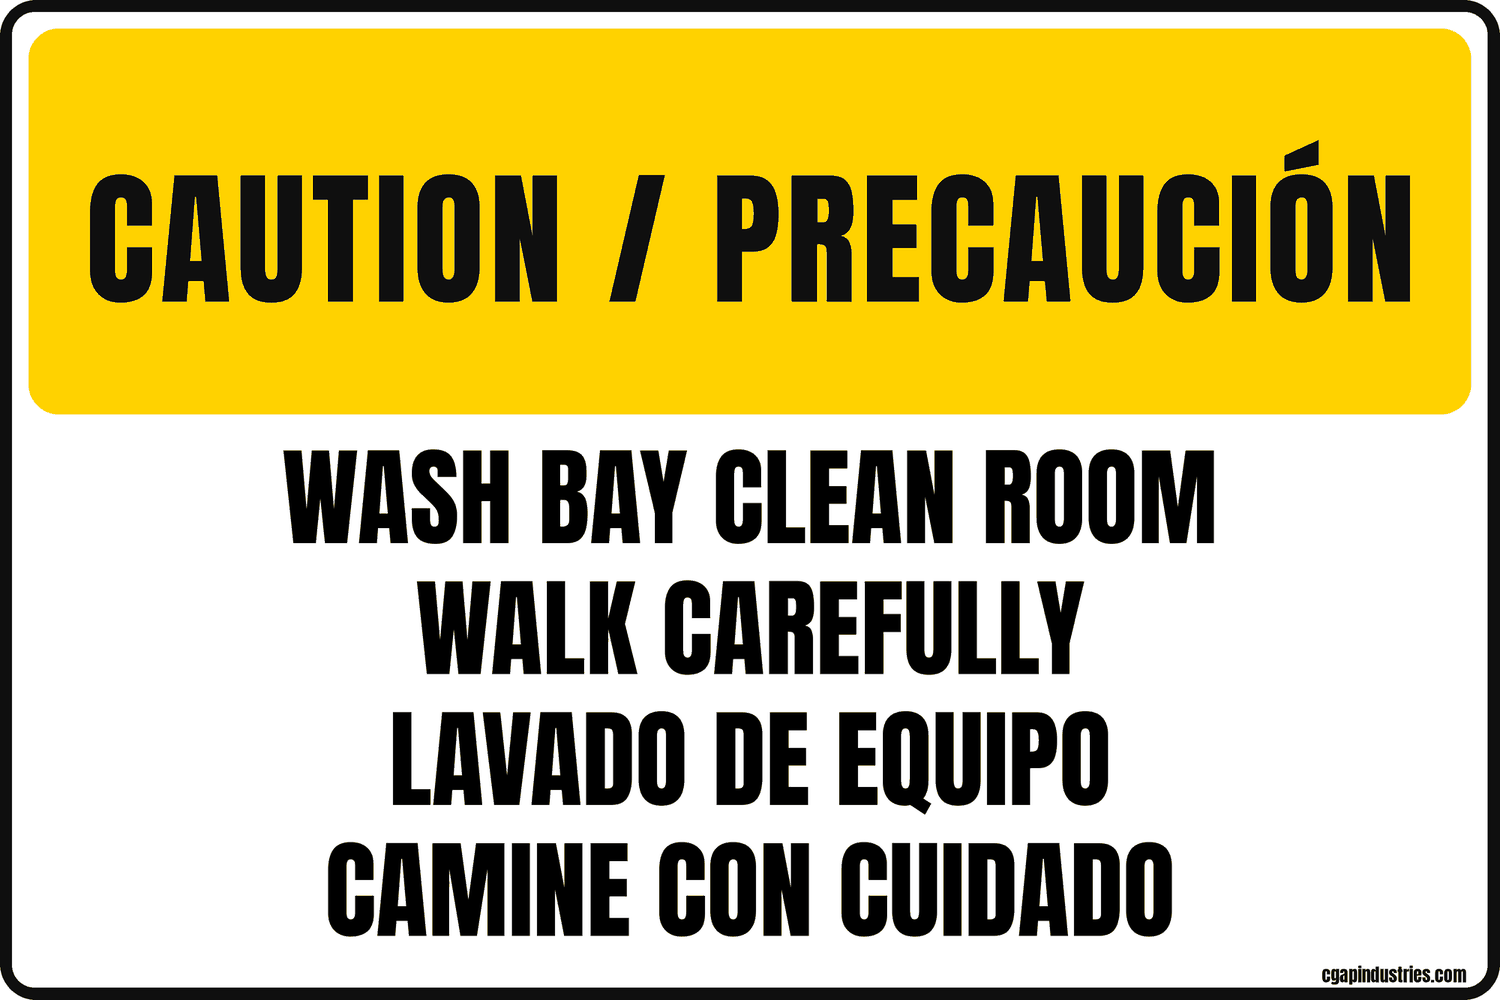 CAUTION / PRECAUCIÓN
WASH BAY CLEAN ROOM
WALK CAREFULLY
LAVADO DE EQUIPO
CAMINE CON CUIDADO
cgapindustries.com